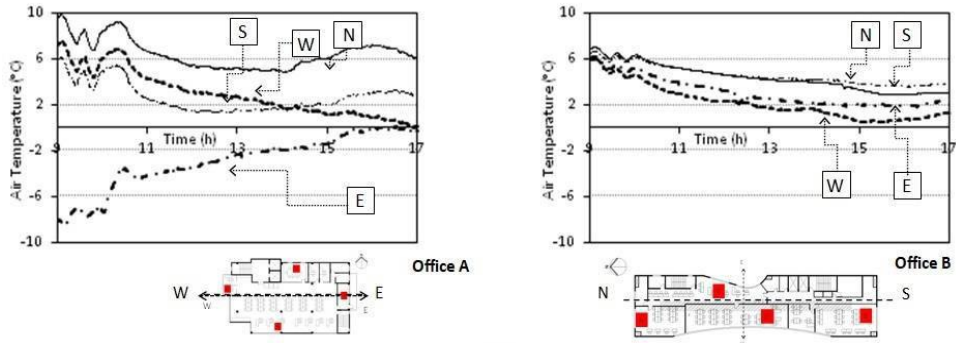 10
6
2
-2
-6
-10
Air Temperature (°C)
S
W
N
Time (h)
9
11
13
15
17
E
Office A
W
E
W
E
10
6
2
-2
-6
-10
Air Temperature (°C)
N
S
Time (h)
9
11
13
15
17
W
E
Office B
N
S